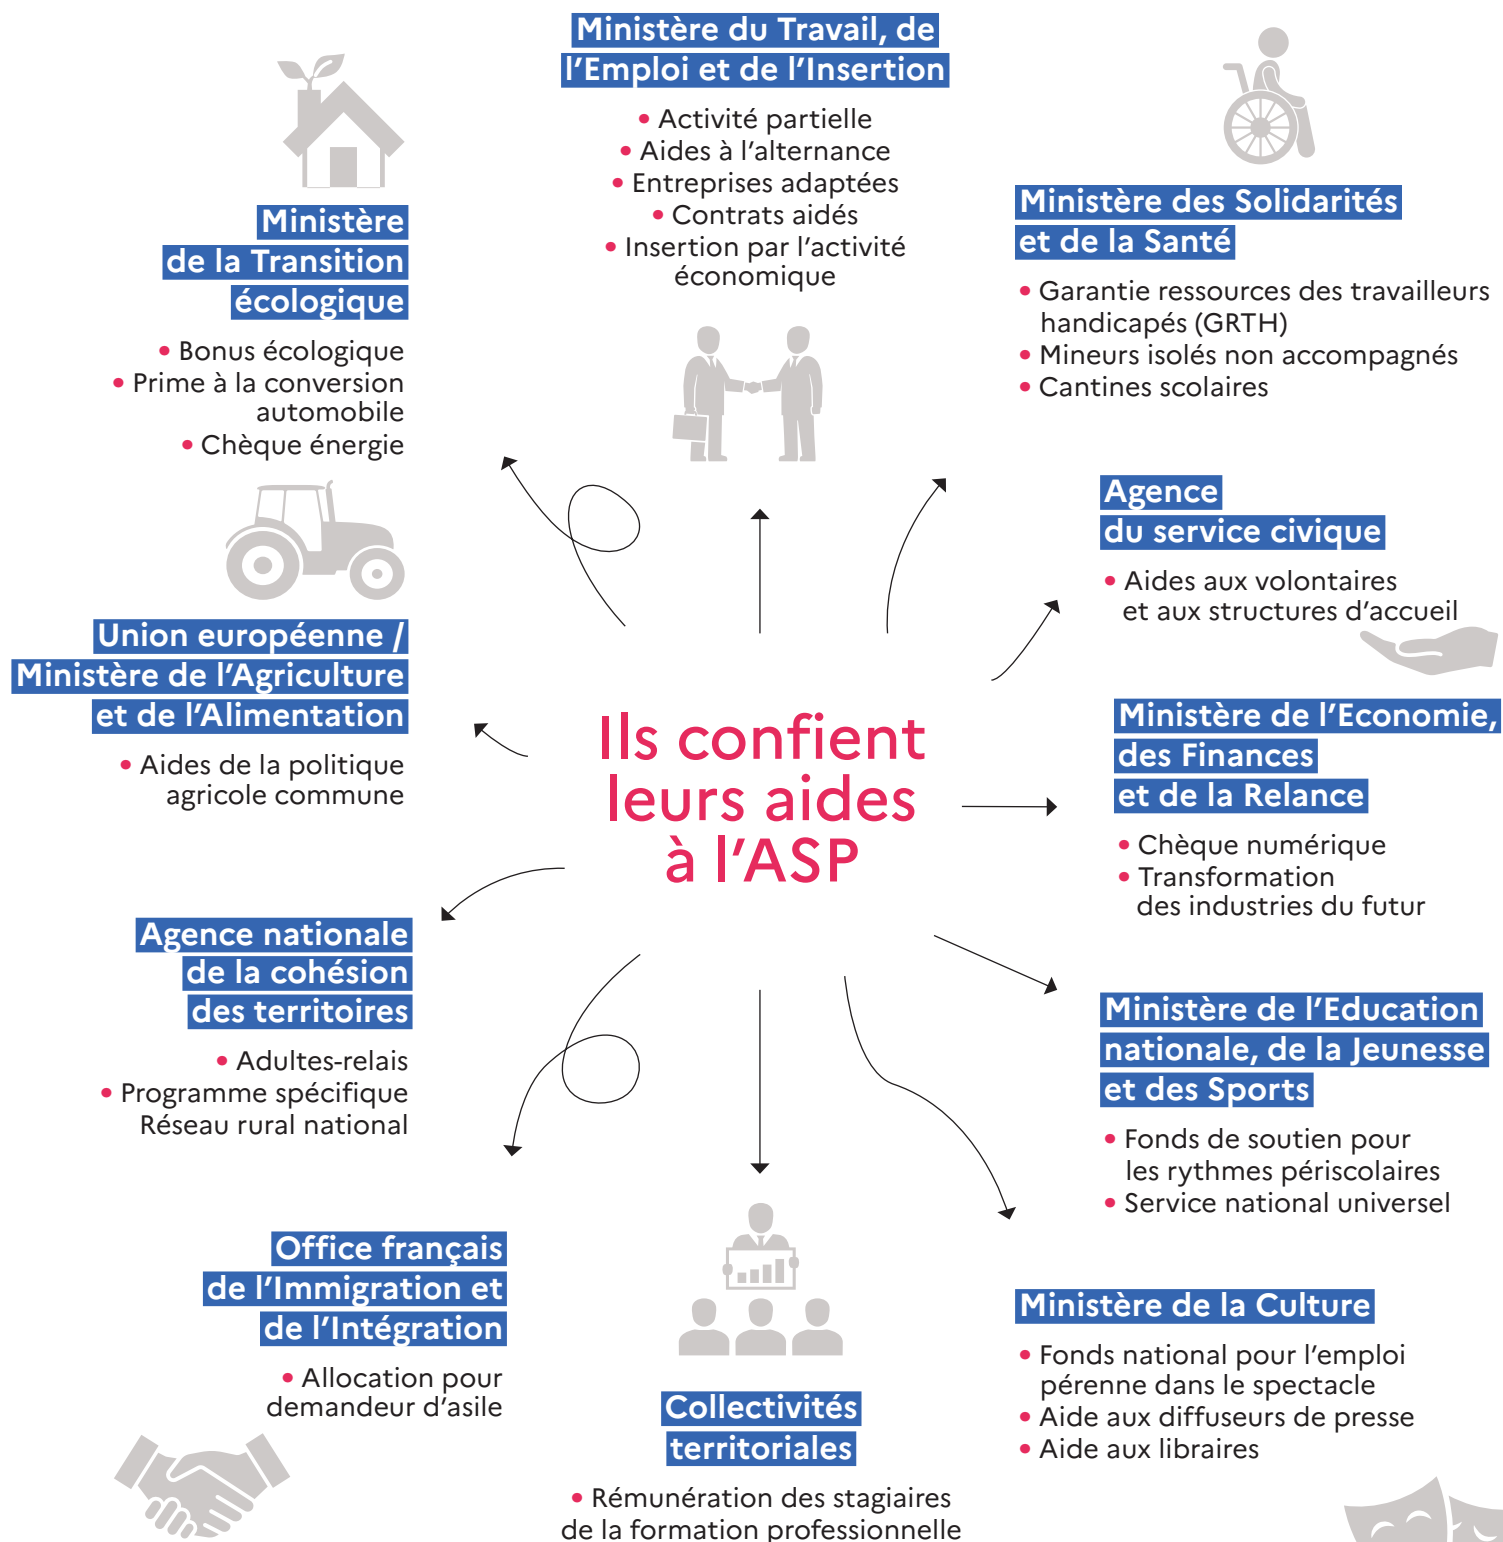 Ministère du Travail, de
l'Emploi et de l'Insertion
• Activité partielle
• Aides à l'alternance
• Entreprises adaptées
• Contrats aidés
• Insertion par l'activité
économique
Ministère
de la Transition
écologique
• Bonus écologique
• Prime à la conversion
automobile
• Chèque énergie
Ministère des Solidarités
et de la Santé
• Garantie ressources des travailleurs
handicapés (GRTH)
• Mineurs isolés non accompagnés
• Cantines scolaires
Agence
du service civique
• Aides aux volontaires
et aux structures d'accueil
Union européenne /
Ministère de l'Agriculture
et de l'Alimentation
• Aides de la politique
agricole commune
Ils confient
leurs aides
à l'ASP
Ministère de l'Economie,
des Finances
et de la Relance
• Chèque numérique
• Transformation
des industries du futur
Agence nationale
de la cohésion
des territoires
• Adultes-relais
• Programme spécifique
Réseau rural national
Ministère de l'Education
nationale, de la Jeunesse
et des Sports
• Fonds de soutien pour
les rythmes périscolaires
• Service national universel
Office français
de l'Immigration et
de l'Intégration
• Allocation pour
demandeur d'asile
Collectivités
territoriales
• Rémunération des stagiaires
de la formation professionnelle
Ministère de la Culture
• Fonds national pour l'emploi
pérenne dans le spectacle
• Aide aux diffuseurs de presse
• Aide aux libraires